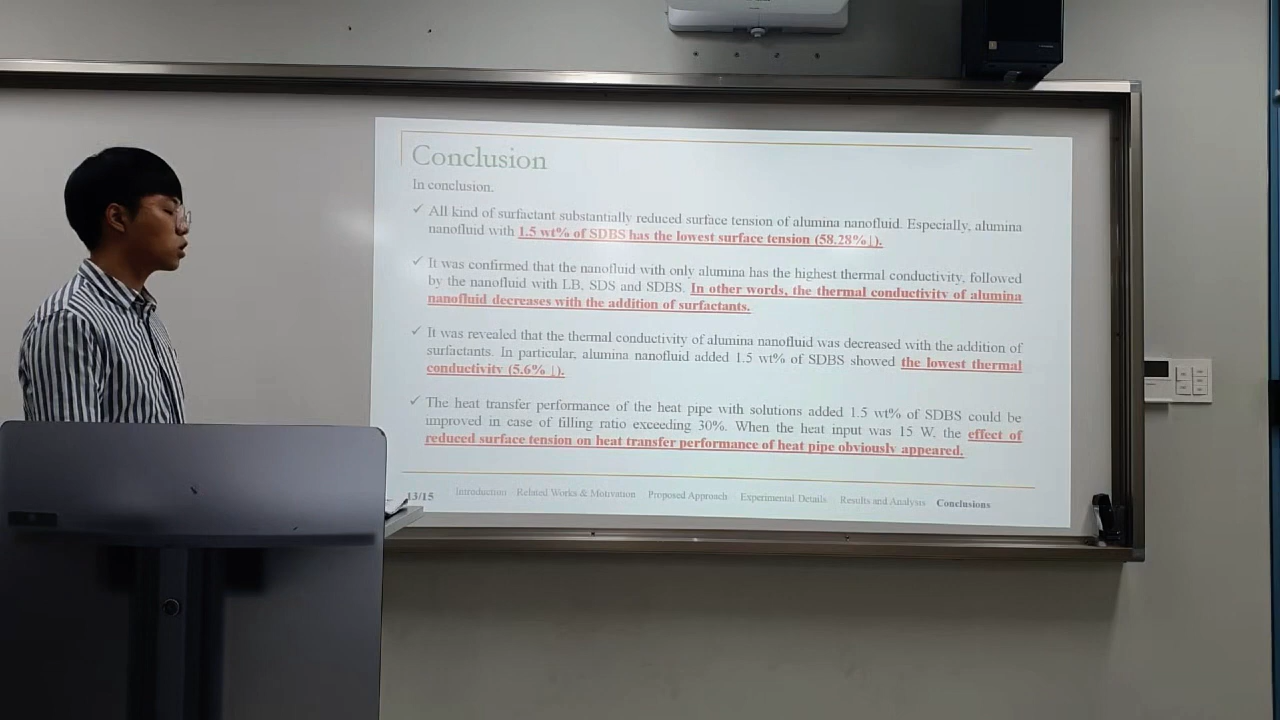 Conclusion
In conclusion.
✓ All kind of surfactant substantially reduced surface tension of alumina nanofluid. Especially, alumina
nanofluid with 1.5 wt% of SDBS has the lowest surface tension (58.28%↓).
✓ It was confirmed that the nanofluid with only alumina has the highest thermal conductivity, followed
by the nanofluid with LB, SDS and SDBS. In other words, the thermal conductivity of alumina
nanofluid decreases with the addition of surfactants.
✓ It was revealed that the thermal conductivity of alumina nanofluid was decreased with the addition of
surfactants. In particular, alumina nanofluid added 1.5 wt% of SDBS showed the lowest thermal
conductivity (5.6% ↓).
✓ The heat transfer performance of the heat pipe with solutions added 1.5 wt% of SDBS could be
improved in case of filling ratio exceeding 30%. When the heat input was 15 W, the effect of
reduced surface tension on heat transfer performance of heat pipe obviously appeared.
13/15 Introduction Related Works & Motivation Proposed Approach Experimental Details Results and Analysis Conclusions